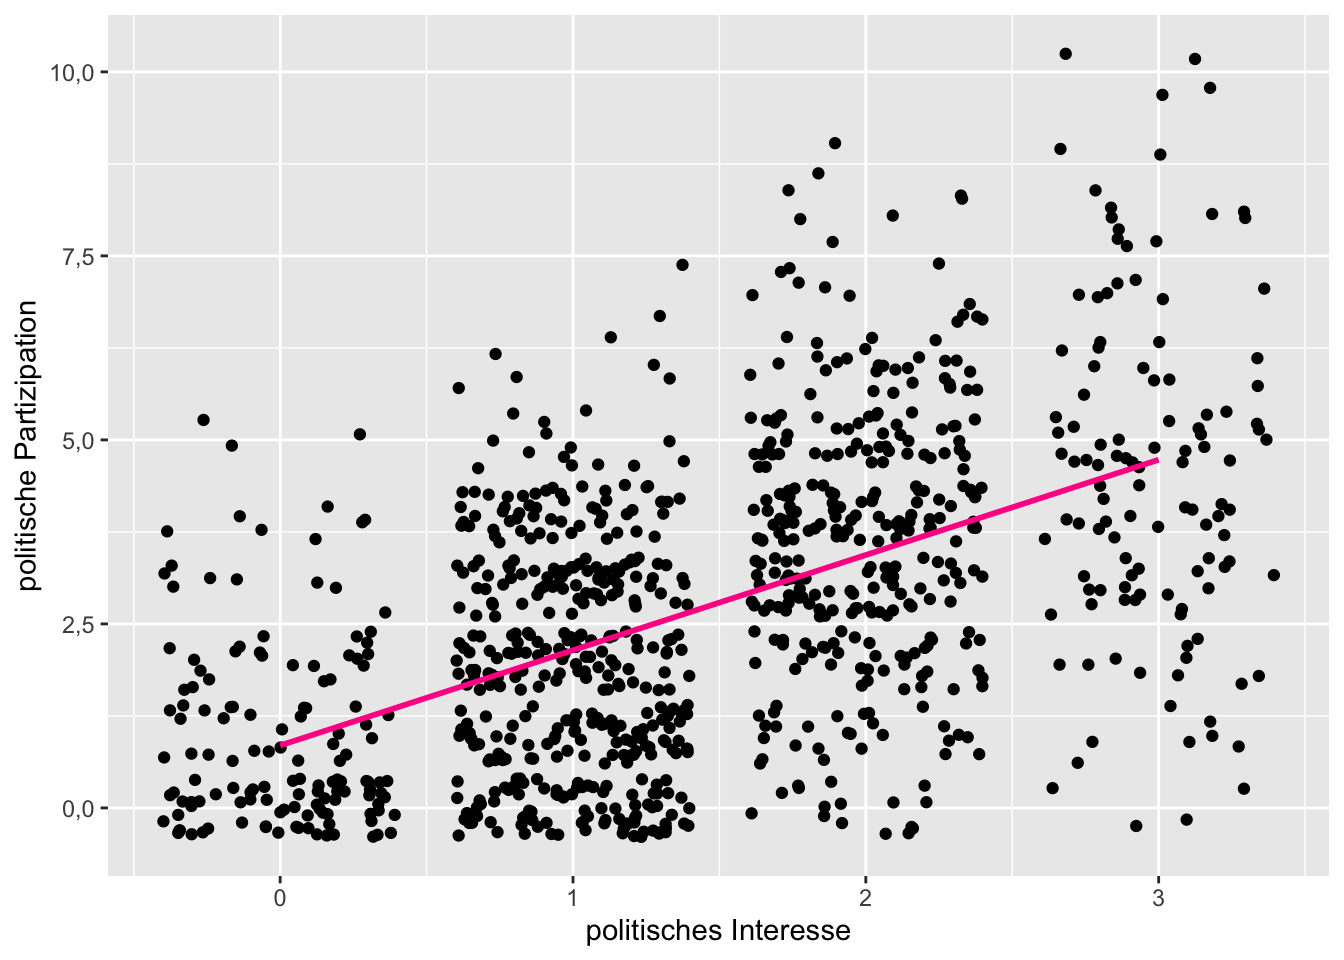 10,0
7,5
5,0
2,5
0,0
politische Partizipation
0 1 2 3
politisches Interesse